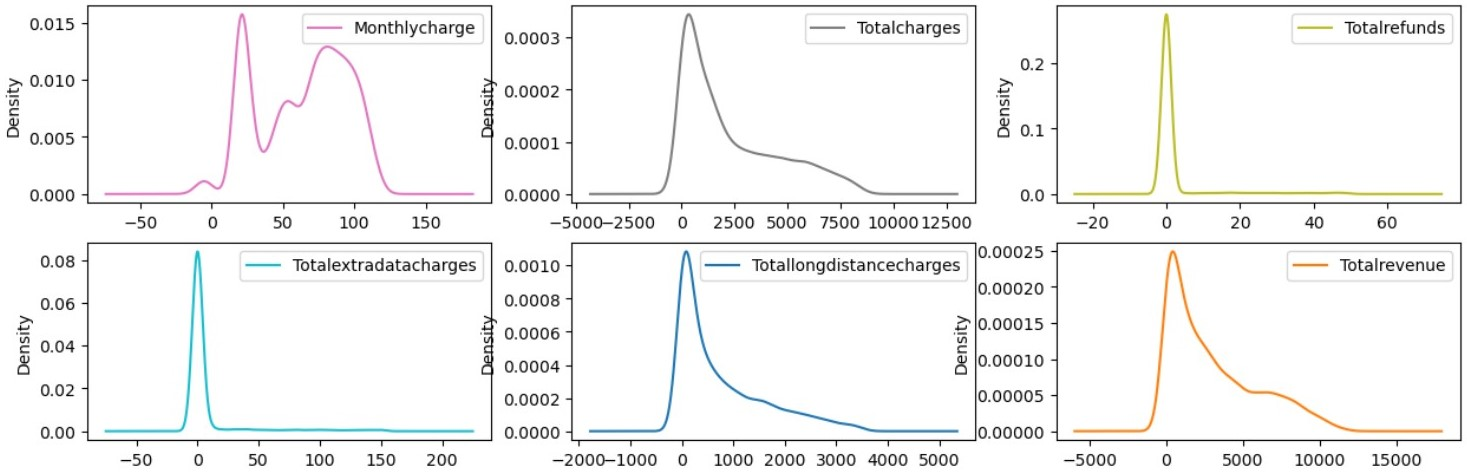 Monthlycharge
Density
0.015
0.010
0.005
0.000
−50 0 50 100 150
Totalcharges
Density
0.0003
0.0002
0.0001
0.0000
−5000 −2500 0 2500 5000 7500 10000 12500
Totalrefunds
Density
0.2
0.1
0.0
−20 0 20 40 60
Totalextradatacharges
Density
0.08
0.06
0.04
0.02
0.00
−50 0 50 100 150 200
Totallongdistancecharges
Density
0.0010
0.0008
0.0006
0.0004
0.0002
0.0000
−2000 −1000 0 1000 2000 3000 4000 5000
Totalrevenue
Density
0.00025
0.00020
0.00015
0.00010
0.00005
0.00000
−5000 0 5000 10000 15000